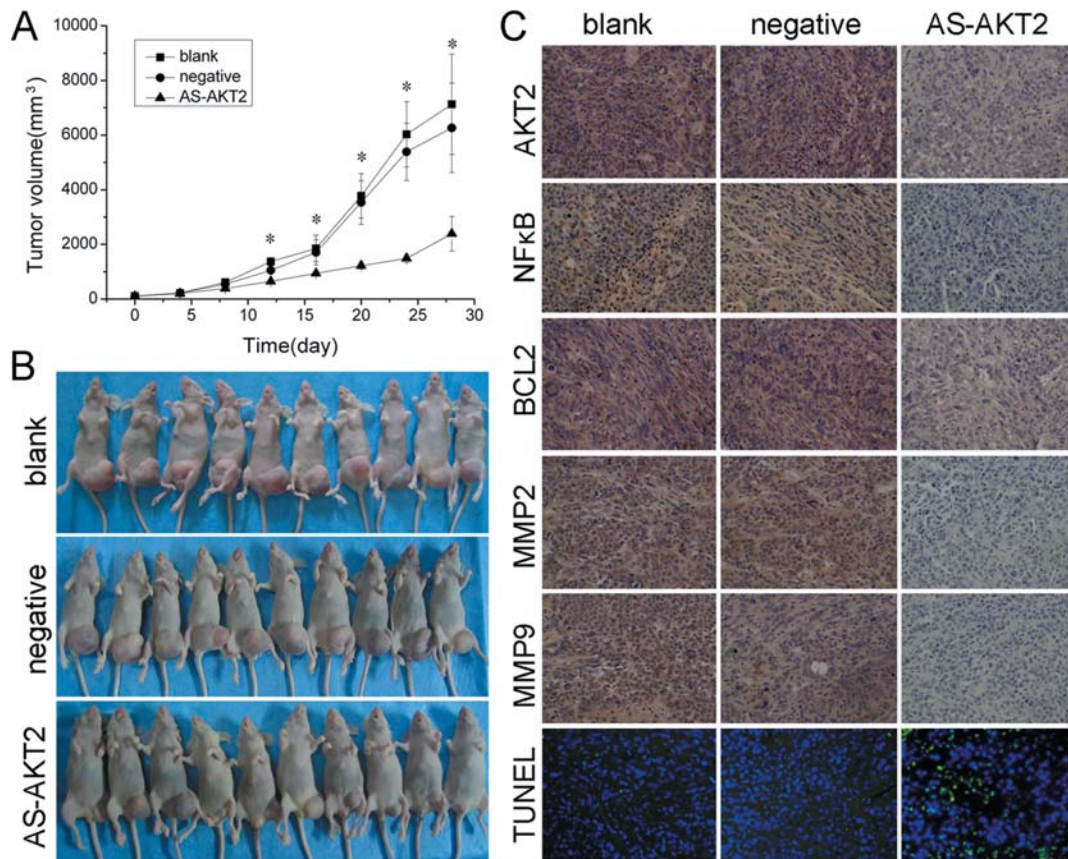 A
10000
8000
6000
4000
2000
0
Tumor volume(mm³)
blank
negative
AS-AKT2
*
*
*
*
*
0
5
10
15
20
25
30
Time(day)
B
blank
negative
AS-AKT2
C
blank
negative
AS-AKT2
AKT2
NFκB
BCL2
MMP2
MMP9
TUNEL